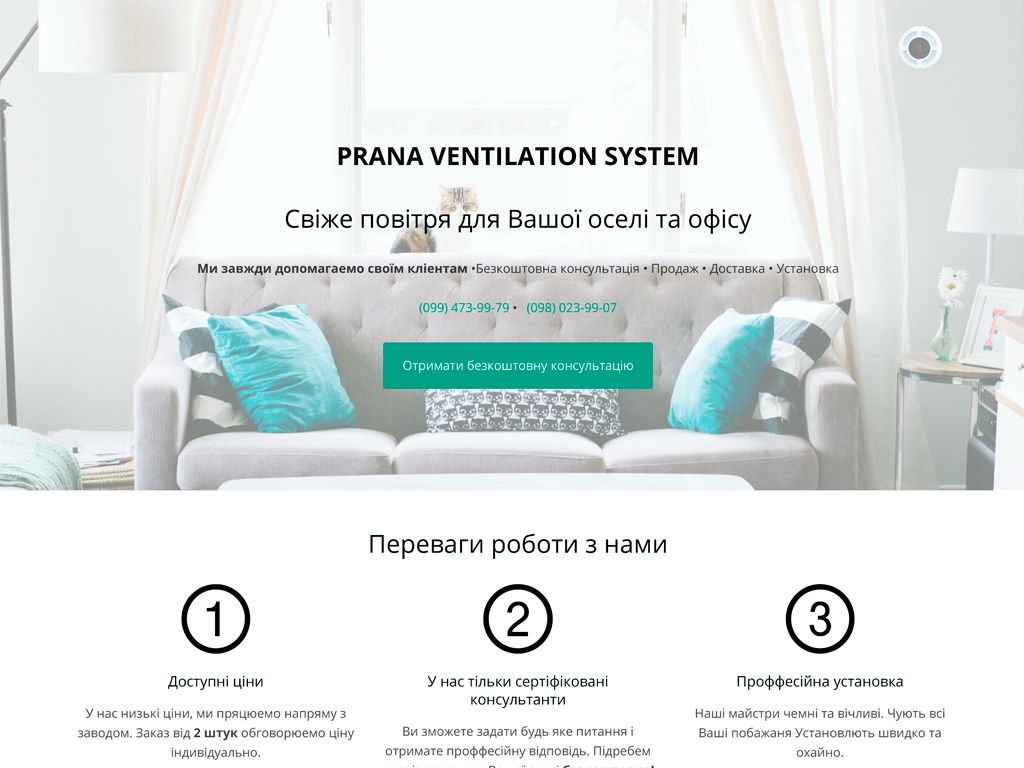 PRANA VENTILATION SYSTEM
Свіже повітря для Вашої оселі та офісу
Ми завжди допомагаемо своїм кліентам •Безкоштовна консультація • Продаж • Доставка • Установка
(099) 473-99-79 • (098) 023-99-07
Отримати безкоштовну консультацію
Переваги роботи з нами
1
2
3
Доступні ціни
У нас низькі ціни, ми пряцюемо напряму з
заводом. Заказ від 2 штук обговорюемо ціну
індивідуально.
У нас тільки сертіфіковані
консультанти
Ви зможете задати будь яке питання і
отримате проффесійну відповідь. Підребем
Проффесійна установка
Наші майстри чемні та вічливі. Чують всі
Ваші побажаня Установлють швидко та
охайно.